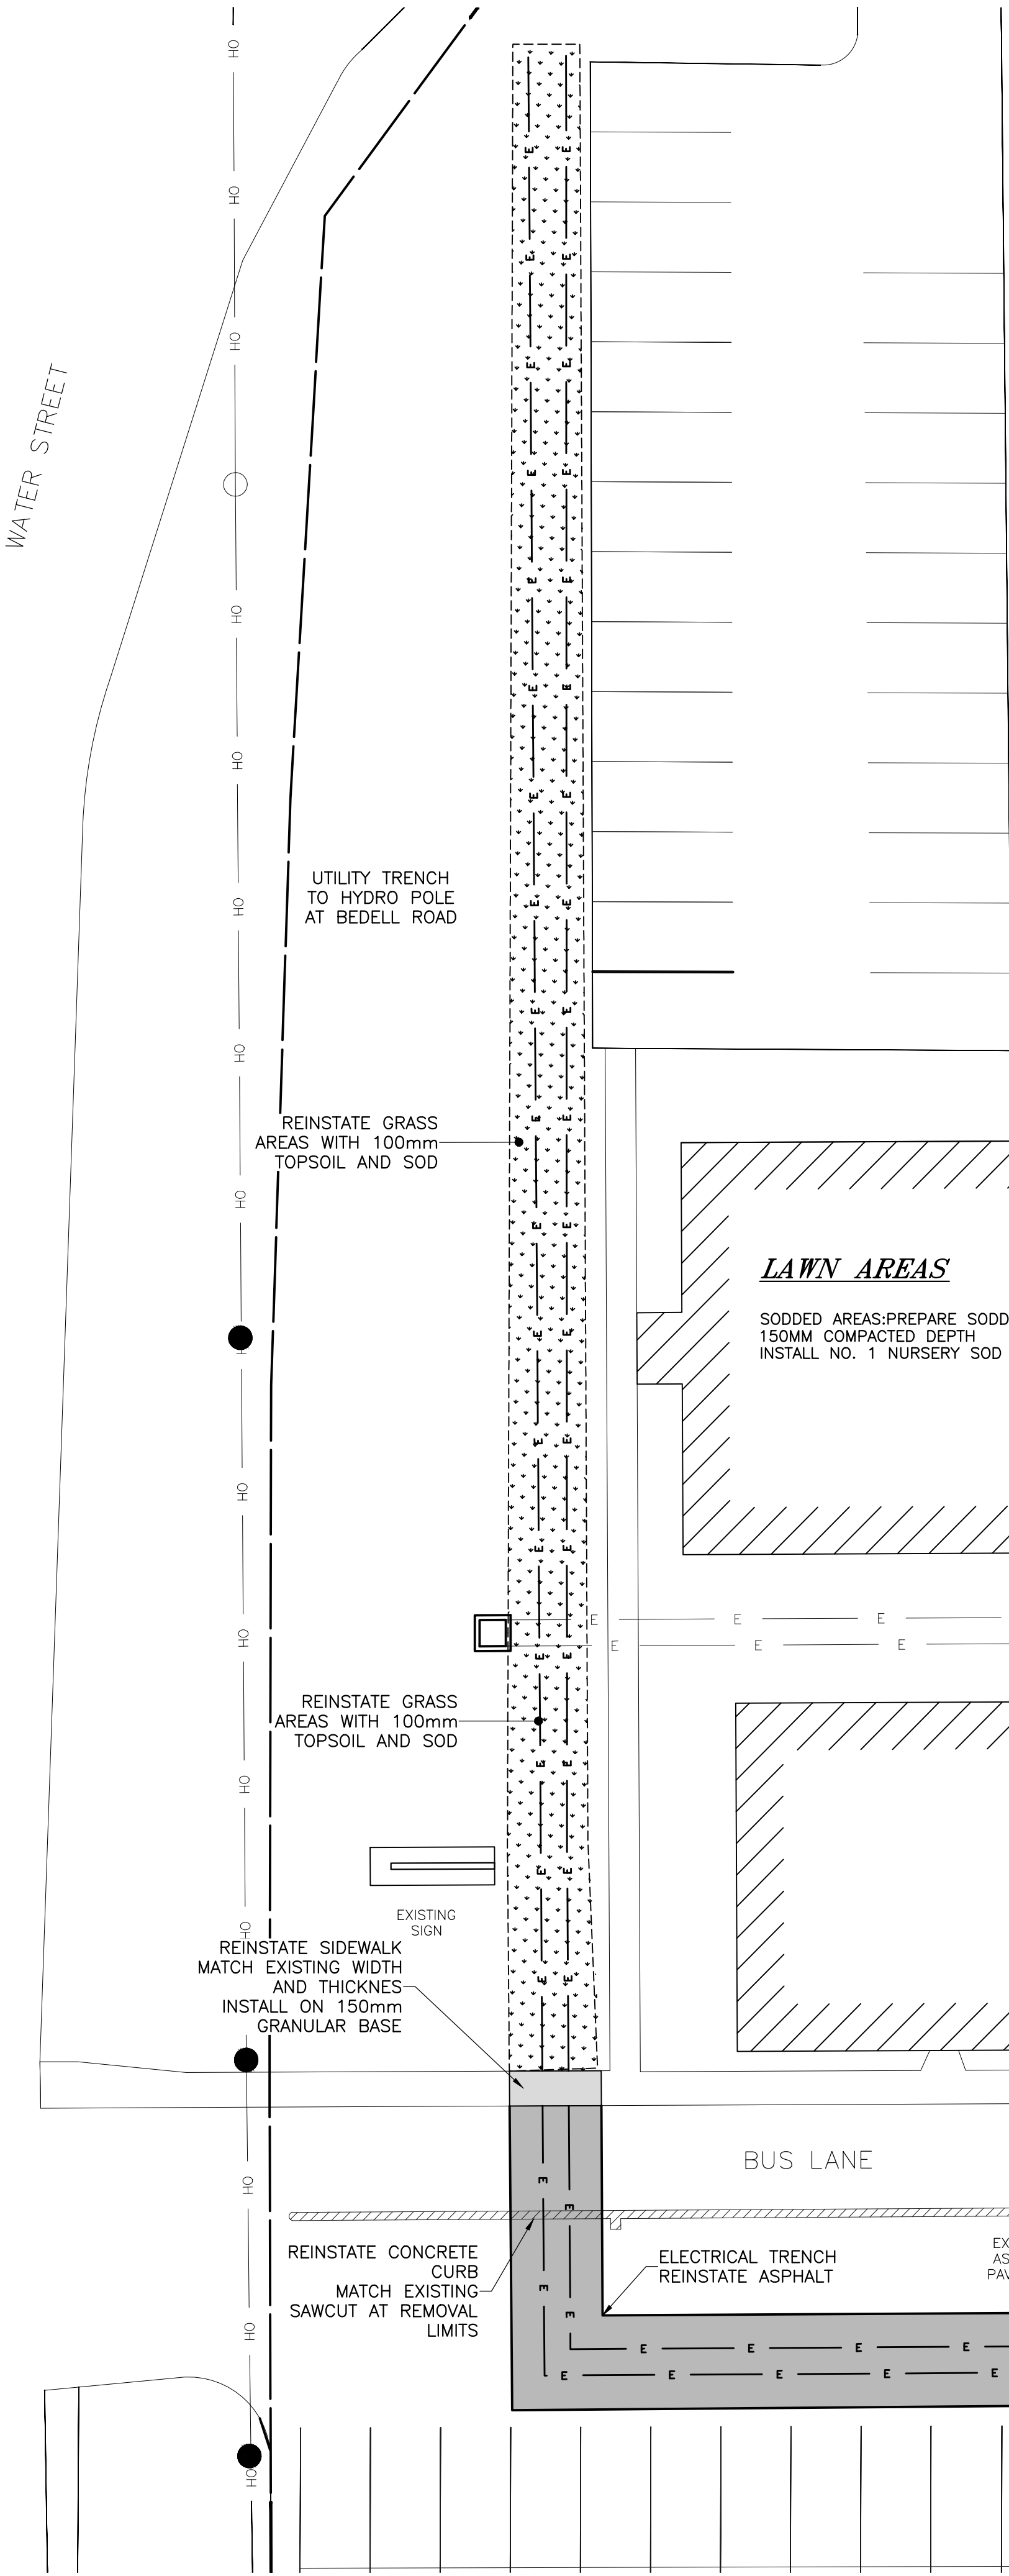 WATER STREET
UTILITY TRENCH
TO HYDRO POLE
AT BEDELL ROAD
REINSTATE GRASS
AREAS WITH 100mm
TOPSOIL AND SOD
LAWN AREAS
SODDED AREAS:PREPARE SODD
150MM COMPACTED DEPTH
INSTALL NO. 1 NURSERY SOD
REINSTATE GRASS
AREAS WITH 100mm
TOPSOIL AND SOD
EXISTING
SIGN
REINSTATE SIDEWALK
MATCH EXISTING WIDTH
AND THICKNES
INSTALL ON 150mm
GRANULAR BASE
BUS LANE
REINSTATE CONCRETE
CURB
MATCH EXISTING
SAWCUT AT REMOVAL
LIMITS
ELECTRICAL TRENCH
REINSTATE ASPHALT
EX
AS
PAV